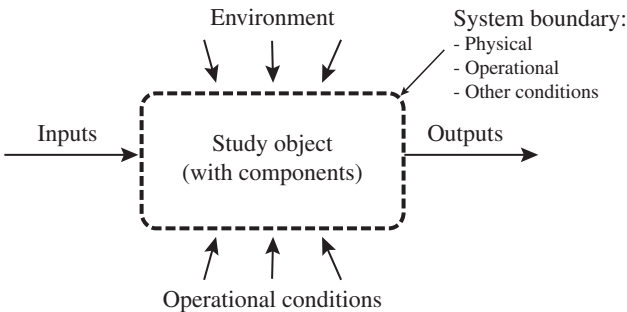 Environment
System boundary:
- Physical
- Operational
- Other conditions
Inputs
Study object
(with components)
Outputs
Operational conditions